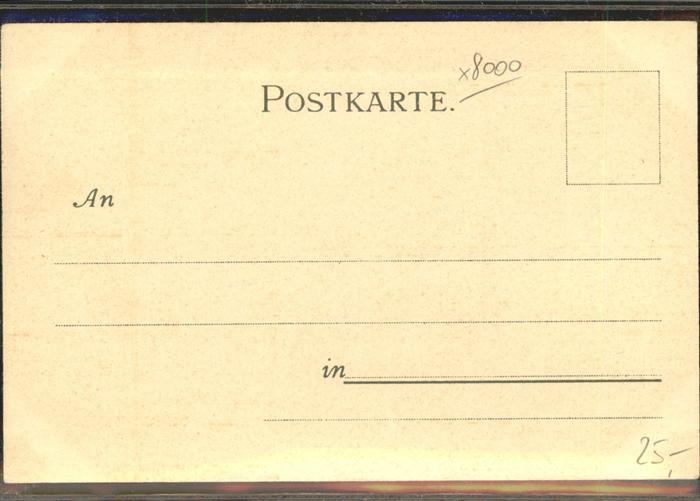 x8000
POSTKARTE.
An
in
25,-